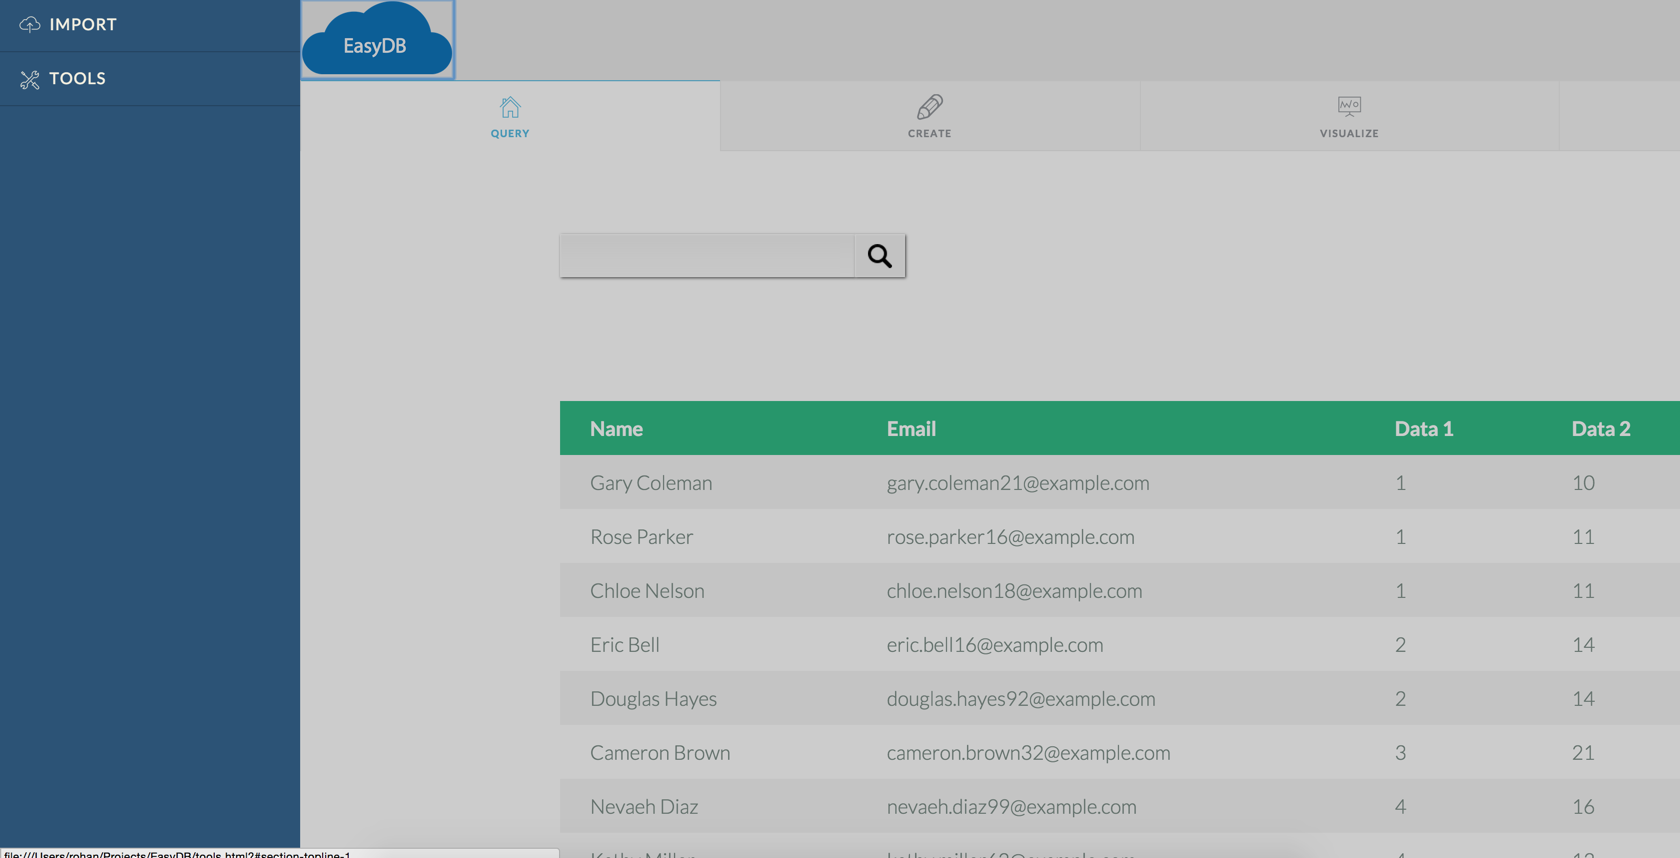 IMPORT
TOOLS
EasyDB
QUERY
CREATE
VISUALIZE
Name Email Data 1 Data 2
Gary Coleman gary.coleman21@example.com 1 10
Rose Parker rose.parker16@example.com 1 11
Chloe Nelson chloe.nelson18@example.com 1 11
Eric Bell eric.bell16@example.com 2 14
Douglas Hayes douglas.hayes92@example.com 2 14
Cameron Brown cameron.brown32@example.com 3 21
Nevaeh Diaz nevaeh.diaz99@example.com 4 16
file:///Users/rohan/Projects/EasyDB/tools.html?#section-topline-1